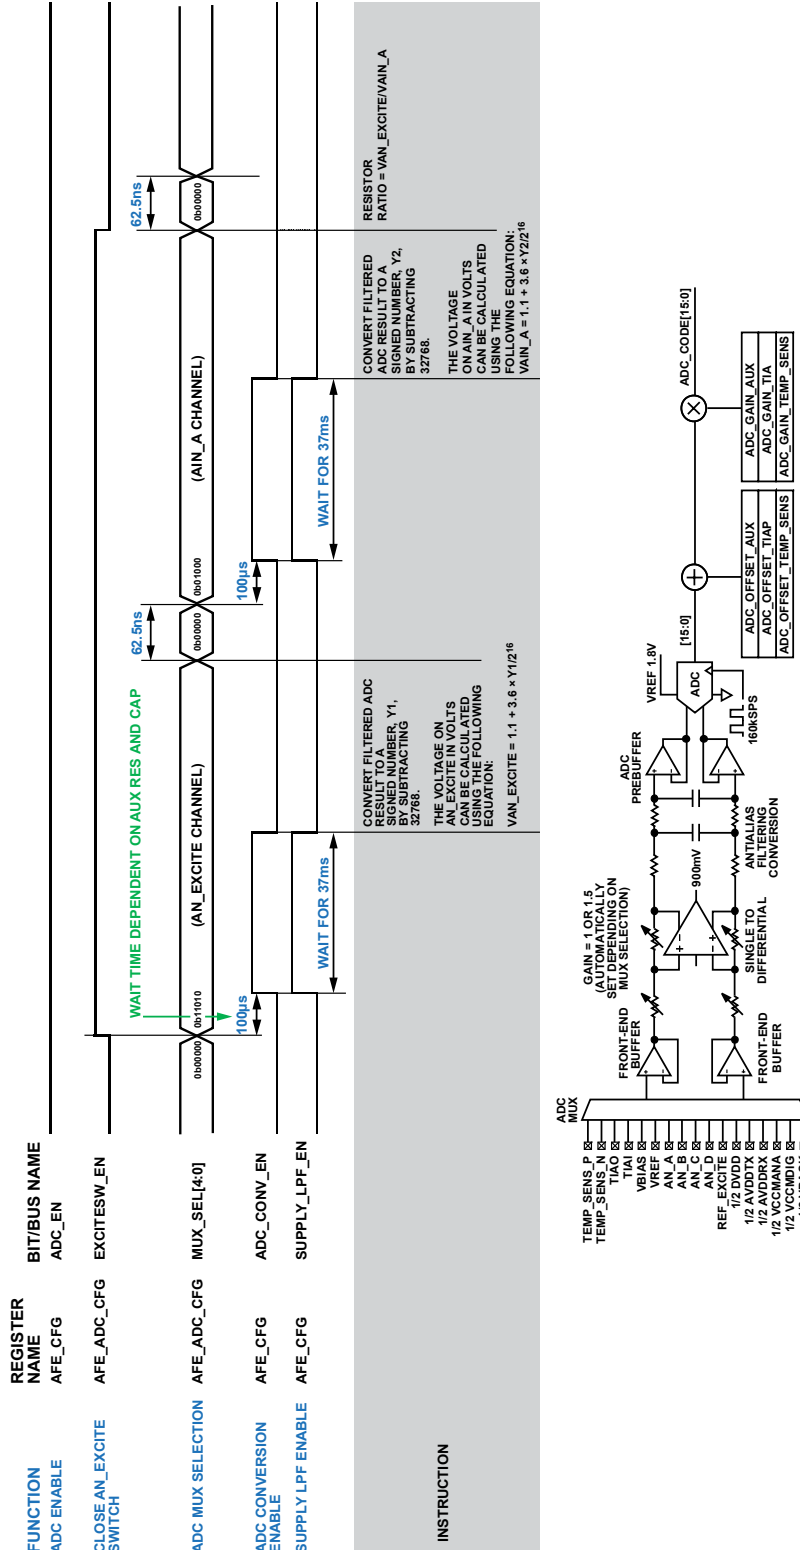 FUNCTION
REGISTER
NAME
BIT/BUS NAME
ADC ENABLE
AFE_CFG
ADC_EN
CLOSE AN_EXCITE
SWITCH
AFE_ADC_CFG
EXCITESW_EN
WAIT TIME DEPENDENT ON AUX RES AND CAP
62.5ns
62.5ns
ADC MUX SELECTION
AFE_ADC_CFG
MUX_SEL[4:0]
0b00000
0b11010
(AN_EXCITE CHANNEL)
0b00000
0b01000
(AIN_A CHANNEL)
0b00000
100µs
100µs
ADC CONVERSION
ENABLE
AFE_CFG
ADC_CONV_EN
SUPPLY LPF ENABLE
AFE_CFG
SUPPLY_LPF_EN
WAIT FOR 37ms
WAIT FOR 37ms
INSTRUCTION
CONVERT FILTERED ADC
RESULT TO A
SIGNED NUMBER, Y1,
BY SUBTRACTING
32768.
THE VOLTAGE ON
AN_EXCITE IN VOLTS
CAN BE CALCULATED
USING THE FOLLOWING
EQUATION:
VAN_EXCITE = 1.1 + 3.6 × Y1/2¹⁶
CONVERT FILTERED
ADC RESULT TO A
SIGNED NUMBER, Y2,
BY SUBTRACTING
32768.
THE VOLTAGE
ON AIN_A IN VOLTS
CAN BE CALCULATED
USING THE
FOLLOWING EQUATION:
VAIN_A = 1.1 + 3.6 × Y2/2¹⁶
RESISTOR
RATIO = VAN_EXCITE/VAIN_A
ADC
MUX
TEMP_SENS_P
TEMP_SENS_N
TIAO
TIAI
VBIAS
VREF
AN_A
AN_B
AN_C
AN_D
REF_EXCITE
1/2 DVDD
1/2 AVDDTX
1/2 AVDDRX
1/2 VCCMANA
1/2 VCCMDIG
FRONT-END
BUFFER
FRONT-END
BUFFER
GAIN = 1 OR 1.5
(AUTOMATICALLY
SET DEPENDING ON
MUX SELECTION)
900mV
SINGLE TO
DIFFERENTIAL
ANTIALIAS
FILTERING
CONVERSION
ADC
PREBUFFER
VREF 1.8V
ADC
160kSPS
[15:0]
ADC_OFFSET_AUX
ADC_OFFSET_TIAP
ADC_OFFSET_TEMP_SENS
ADC_GAIN_AUX
ADC_GAIN_TIA
ADC_GAIN_TEMP_SENS
ADC_CODE[15:0]